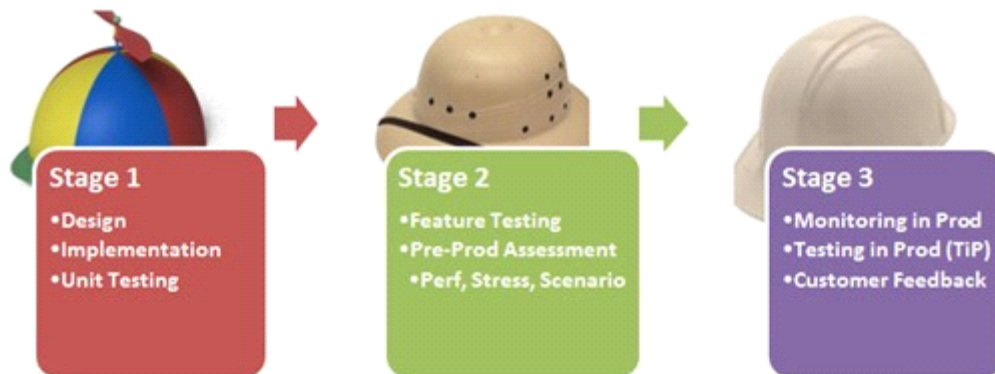 Stage 1
•Design
•Implementation
•Unit Testing
Stage 2
•Feature Testing
•Pre-Prod Assessment
•Perf, Stress, Scenario
Stage 3
•Monitoring in Prod
•Testing in Prod (TiP)
•Customer Feedback